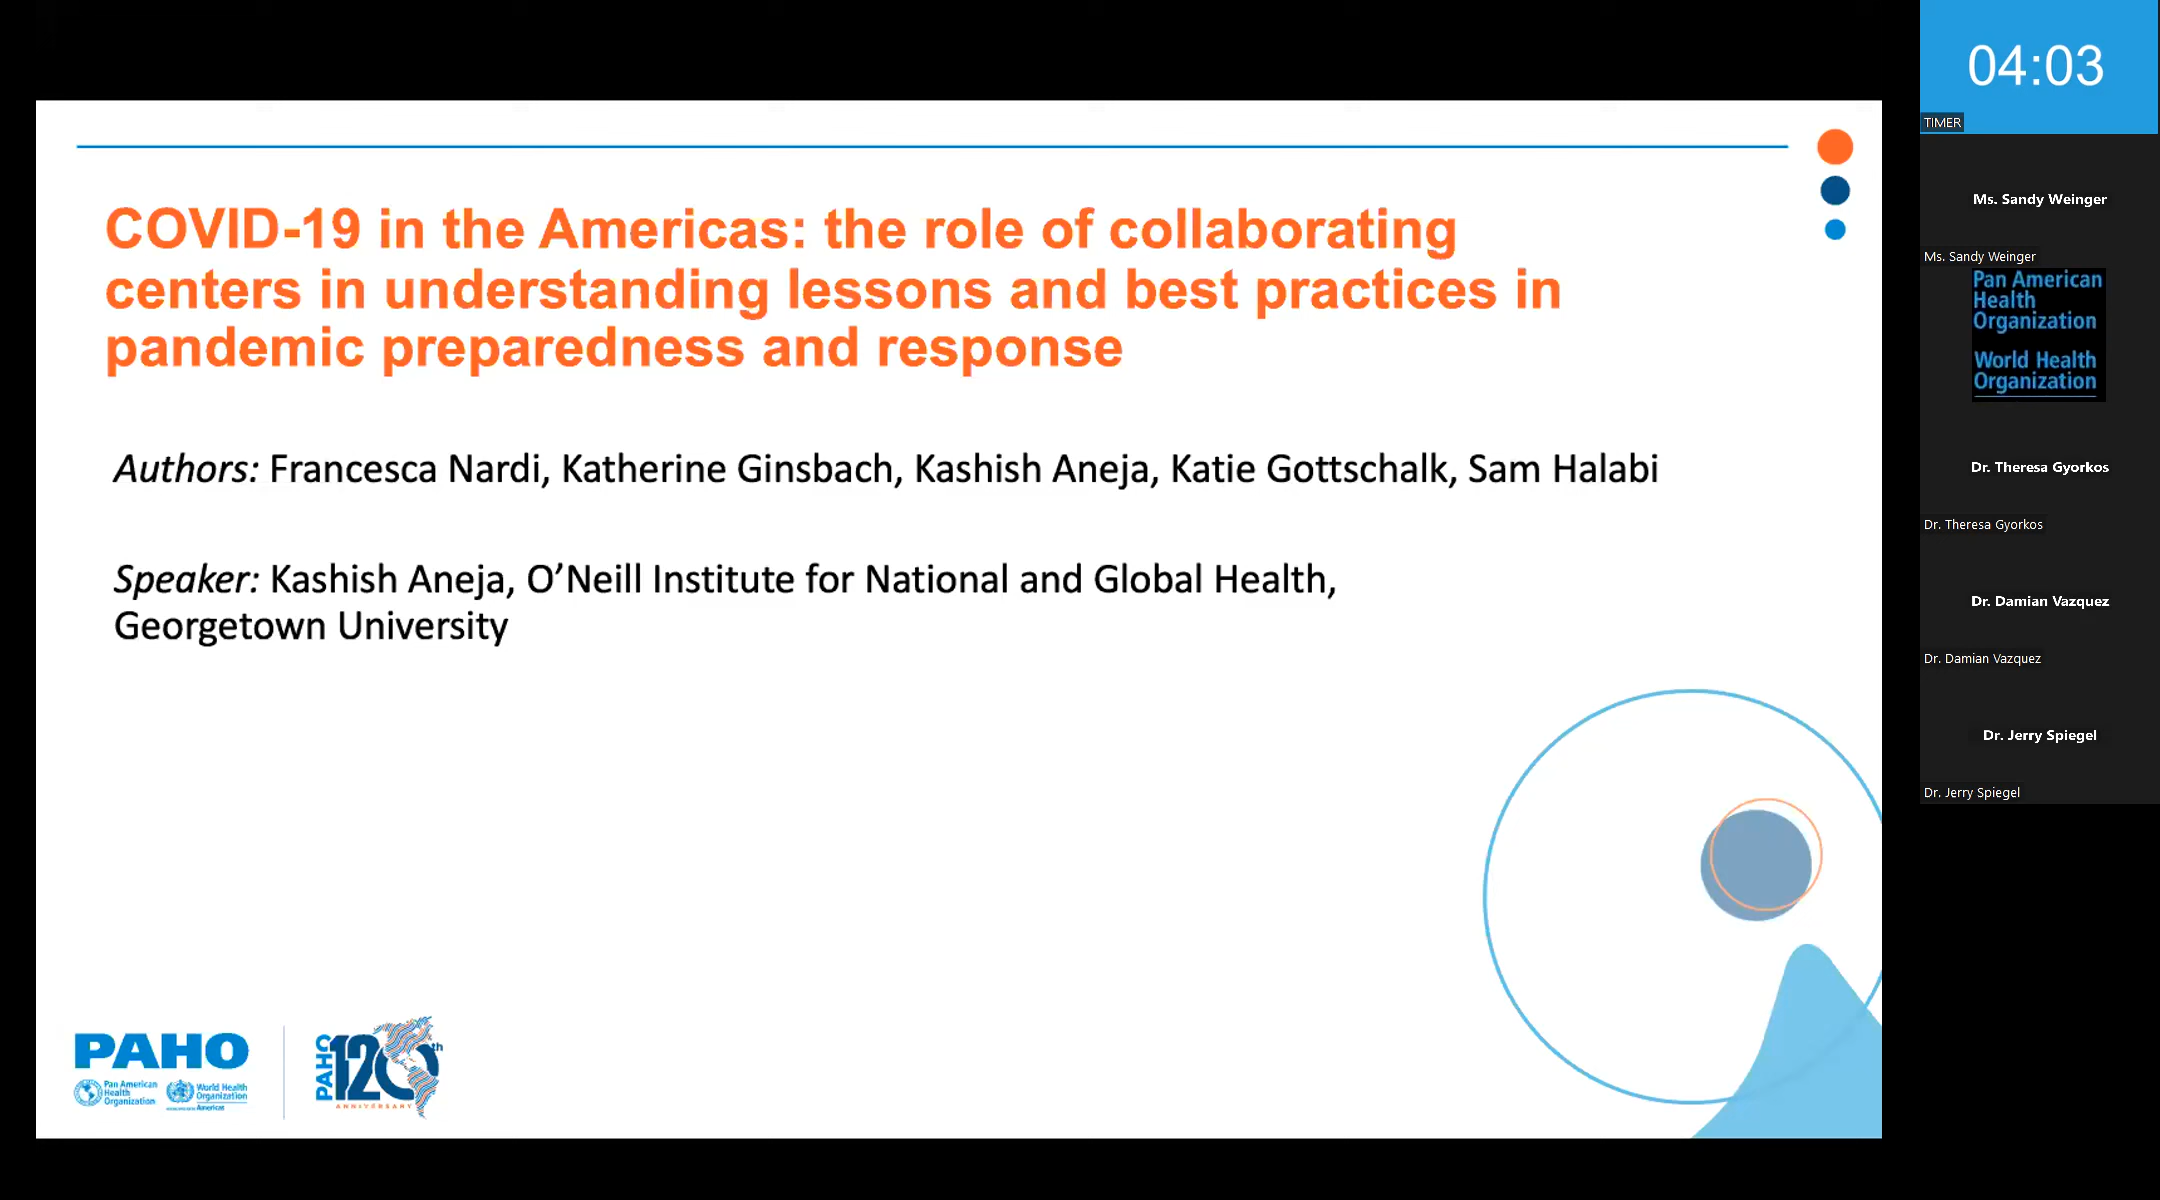 COVID-19 in the Americas: the role of collaborating
centers in understanding lessons and best practices in
pandemic preparedness and response
Authors: Francesca Nardi, Katherine Ginsbach, Kashish Aneja, Katie Gottschalk, Sam Halabi
Speaker: Kashish Aneja, O’Neill Institute for National and Global Health,
Georgetown University
PAHO
Pan American
Health
Organization
World Health
Organization
Americas
PAHO
120th
ANNIVERSARY
04:03
TIMER
Ms. Sandy Weinger
Ms. Sandy Weinger
Pan American
Health
Organization
World Health
Organization
Dr. Theresa Gyorkos
Dr. Theresa Gyorkos
Dr. Damian Vazquez
Dr. Damian Vazquez
Dr. Jerry Spiegel
Dr. Jerry Spiegel